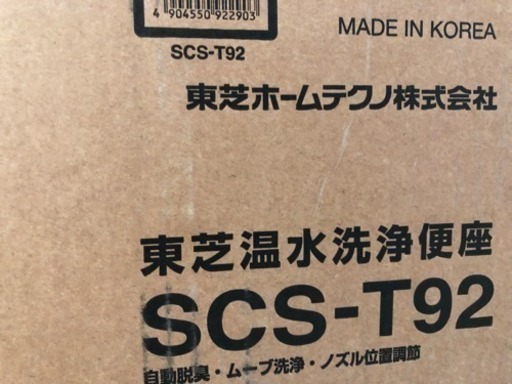 4 904550 922903
SCS-T92
MADE IN KOREA
東芝ホームテクノ株式会社
東芝温水洗浄便座
SCS-T92
自動脱臭・ムーブ洗浄・ノズル位置調節